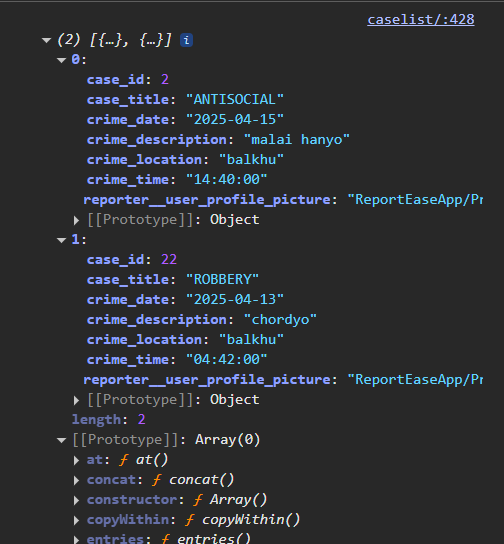 caselist/:428
(2) [{…}, {…}] i
0:
case_id: 2
case_title: "ANTISOCIAL"
crime_date: "2025-04-15"
crime_description: "malai hanyo"
crime_location: "balkhu"
crime_time: "14:40:00"
reporter__user_profile_picture: "ReportEaseApp/Pr
[[Prototype]]: Object
1:
case_id: 22
case_title: "ROBBERY"
crime_date: "2025-04-13"
crime_description: "chordyo"
crime_location: "balkhu"
crime_time: "04:42:00"
reporter__user_profile_picture: "ReportEaseApp/Pr
[[Prototype]]: Object
length: 2
[[Prototype]]: Array(0)
at: ƒ at()
concat: ƒ concat()
constructor: ƒ Array()
copyWithin: ƒ copyWithin()
entries: ƒ entries()